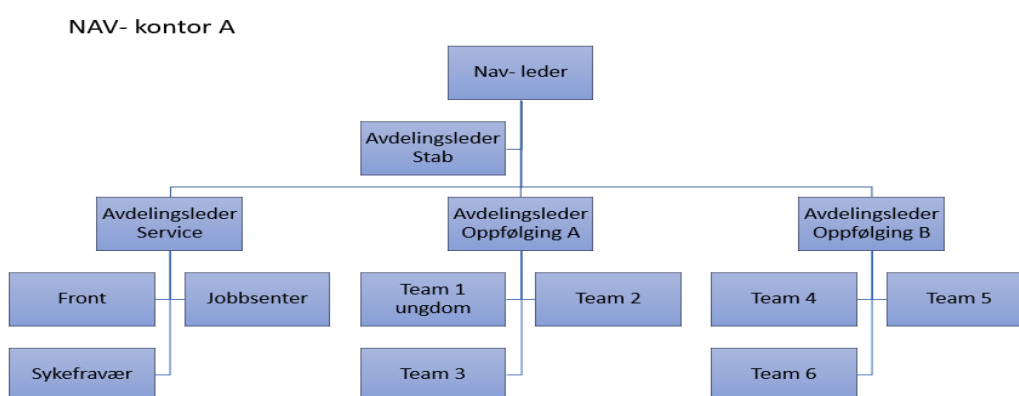 NAV- kontor A
Nav- leder
Avdelingsleder
Stab
Avdelingsleder
Service
Avdelingsleder
Oppfølging A
Avdelingsleder
Oppfølging B
Front
Jobbsenter
Team 1
ungdom
Team 2
Team 4
Team 5
Sykefravær
Team 3
Team 6